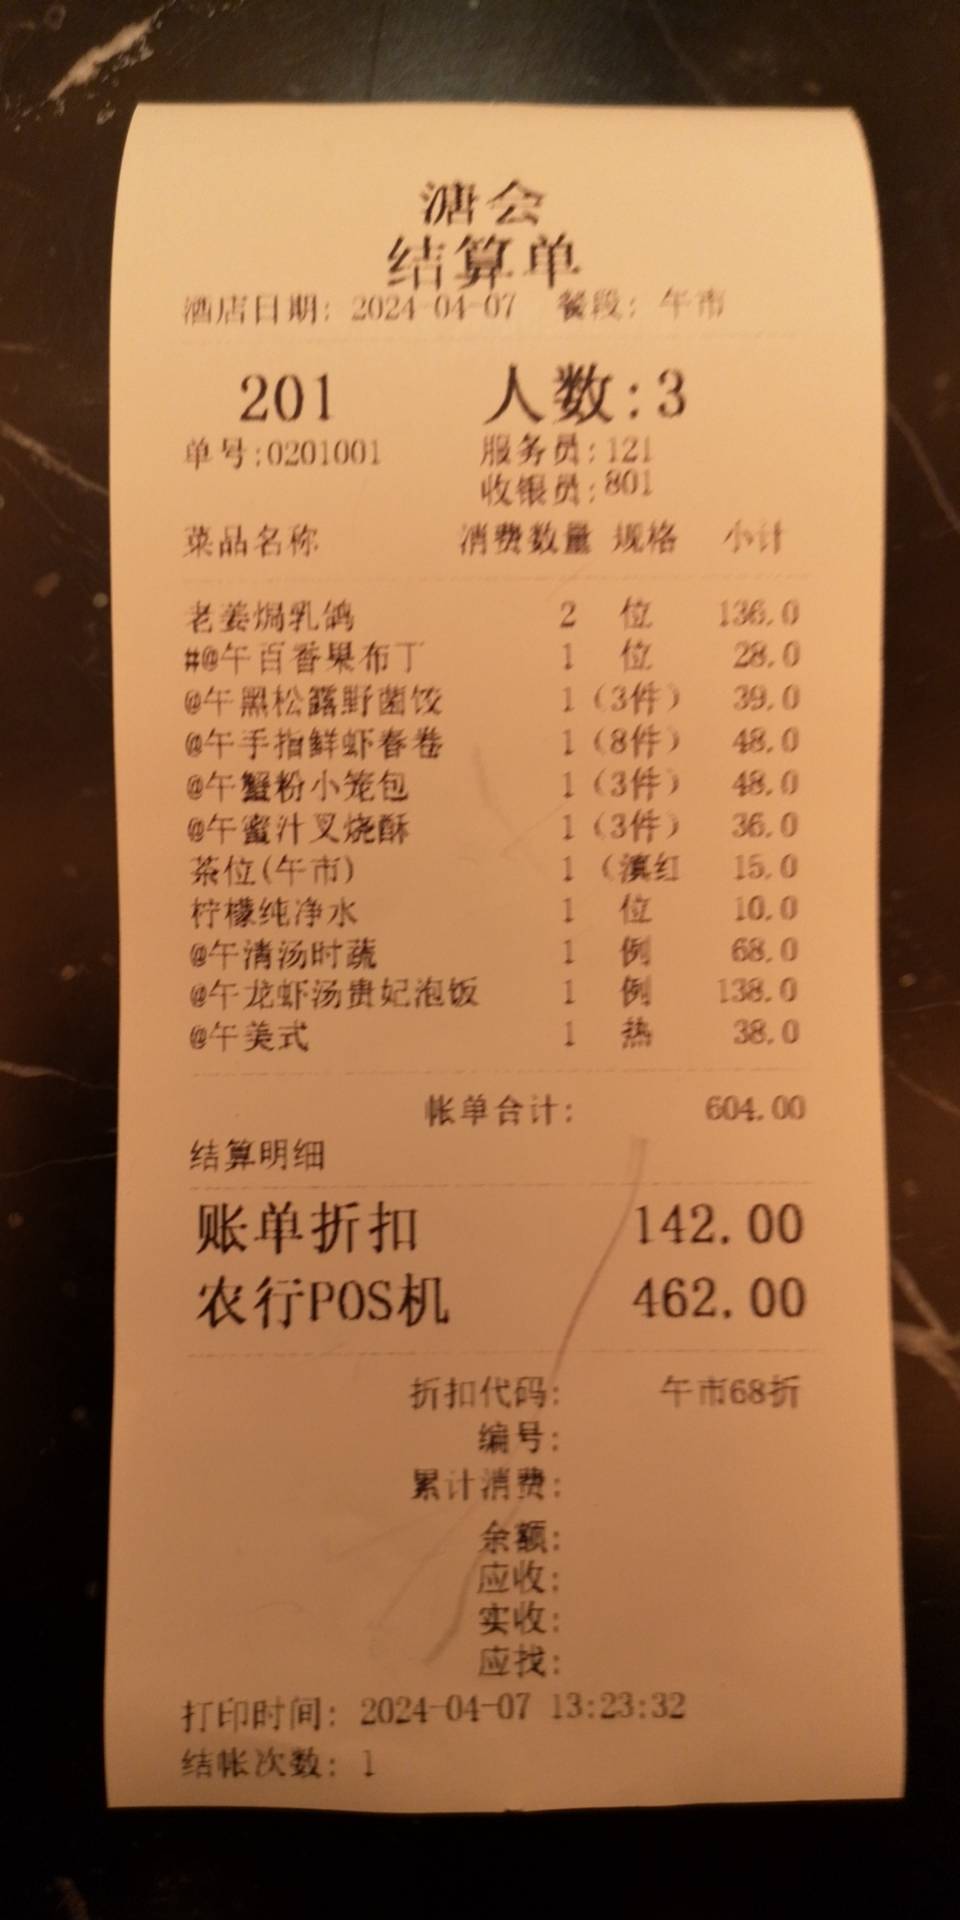 溏会
结算单
酒店日期: 2024-04-07 餐段: 午市
201 人数:3
单号:0201001 服务员:121
收银员:801
菜品名称 消费数量 规格 小计
老姜焗乳鸽 2 位 136.0
#@午百香果布丁 1 位 28.0
@午黑松露野菌饺 1 (3件) 39.0
@午手指鲜虾春卷 1 (8件) 48.0
@午蟹粉小笼包 1 (3件) 48.0
@午蜜汁叉烧酥 1 (3件) 36.0
茶位(午市) 1 (滇红 15.0
柠檬纯净水 1 位 10.0
@午清汤时蔬 1 例 68.0
@午龙虾汤贵妃泡饭 1 例 138.0
@午美式 1 热 38.0
帐单合计: 604.00
结算明细
账单折扣 142.00
农行POS机 462.00
折扣代码: 午市68折
编号:
累计消费:
余额:
应收:
实收:
应找:
打印时间: 2024-04-07 13:23:32
结帐次数: 1